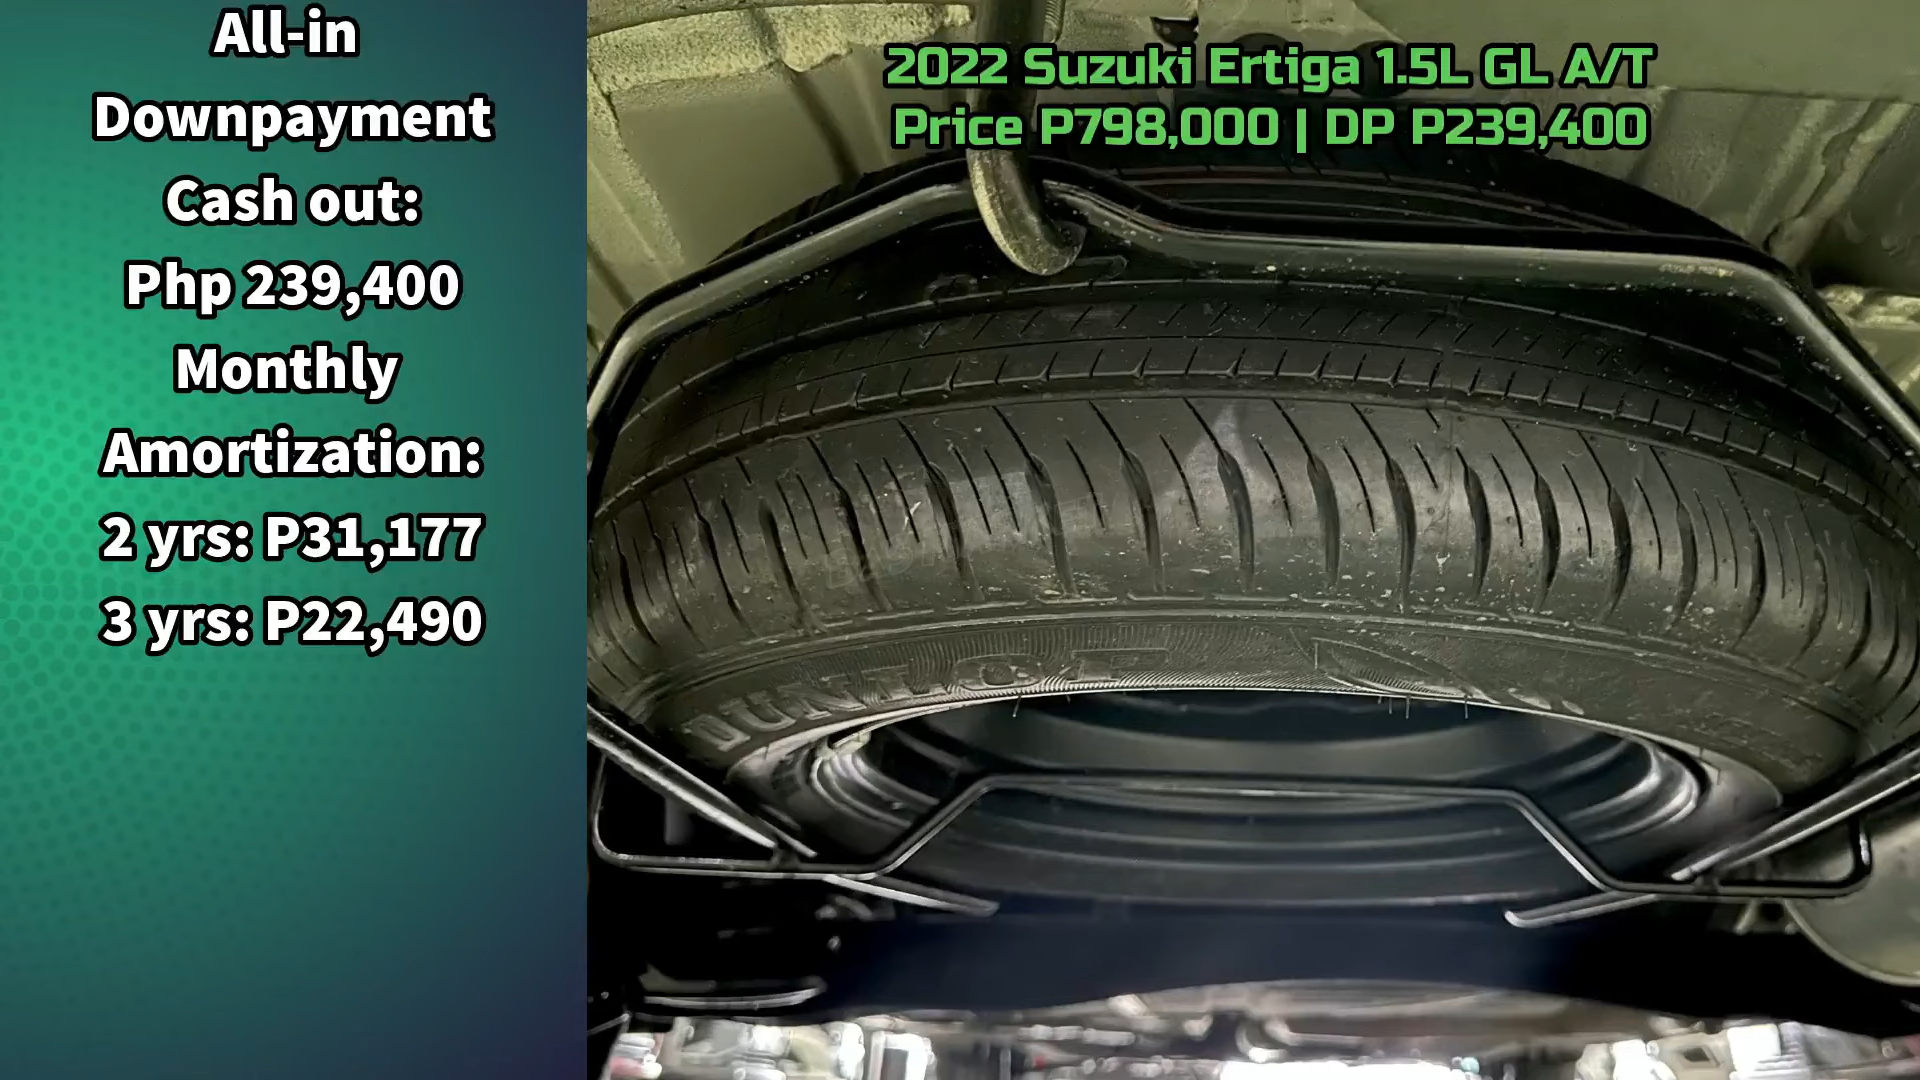 All-in
Downpayment
Cash out:
Php 239,400
Monthly
Amortization:
2 yrs: P31,177
3 yrs: P22,490
2022 Suzuki Ertiga 1.5L GL A/T
Price P798,000 | DP P239,400
DUNLOP